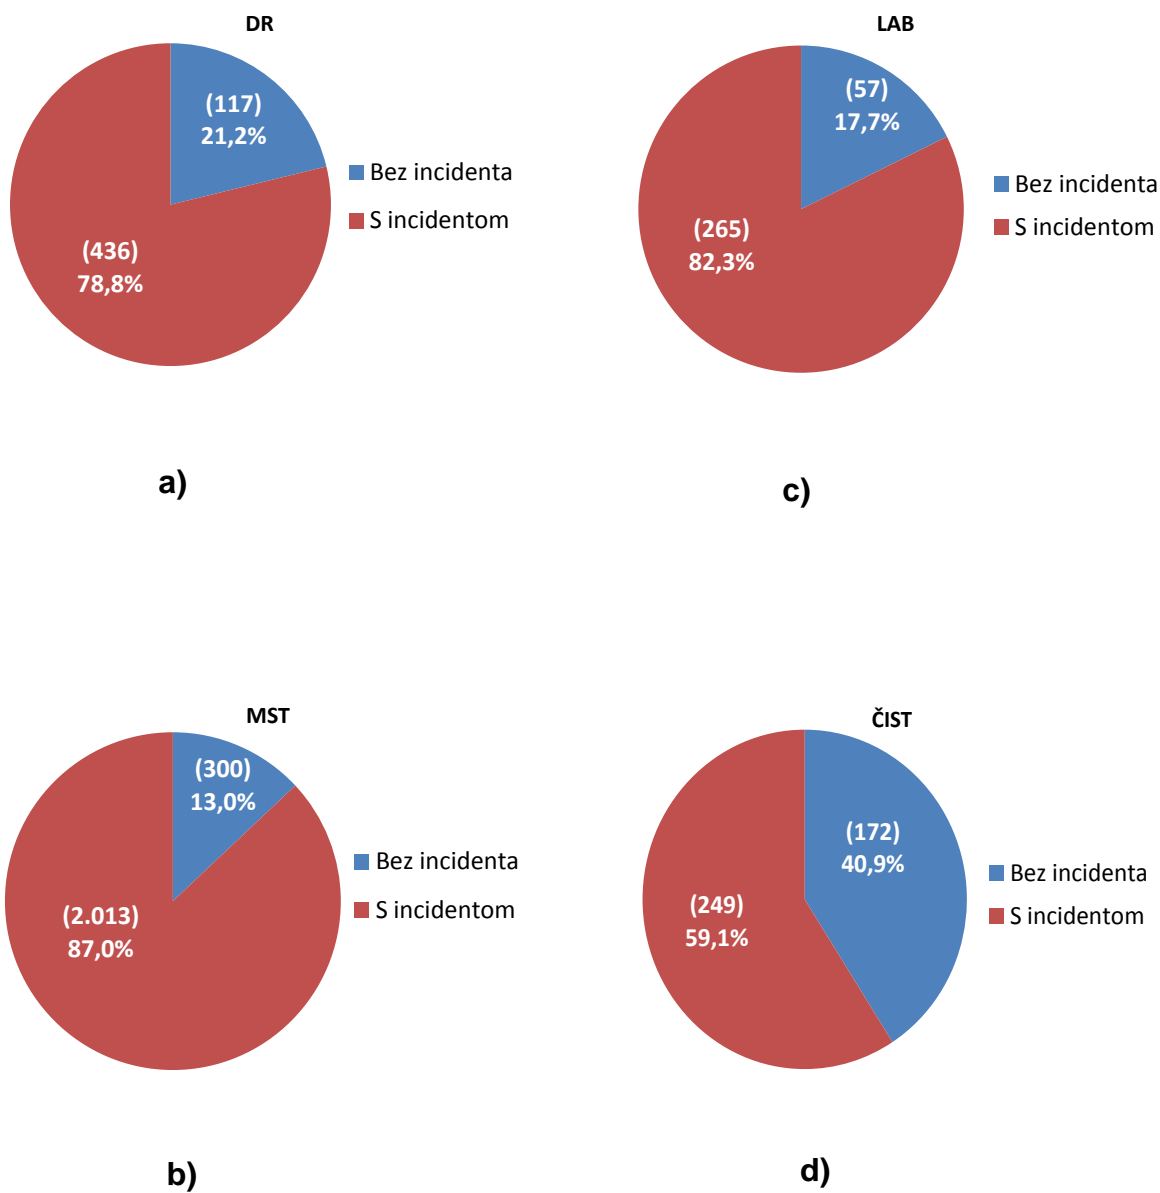 DR
(117)
21,2%
(436)
78,8%
Bez incidenta
S incidentom
a)
LAB
(57)
17,7%
(265)
82,3%
Bez incidenta
S incidentom
c)
MST
(300)
13,0%
(2.013)
87,0%
Bez incidenta
S incidentom
b)
ČIST
(172)
40,9%
(249)
59,1%
Bez incidenta
S incidentom
d)